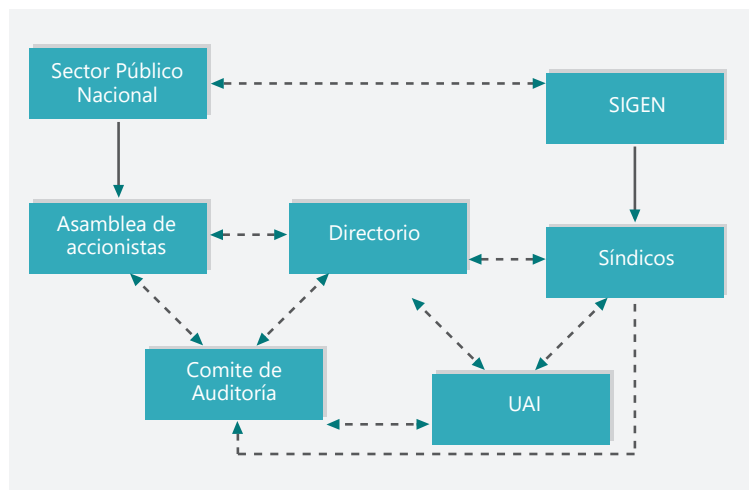 Sector Público
Nacional
SIGEN
Asamblea de
accionistas
Directorio
Síndicos
Comite de
Auditoría
UAI